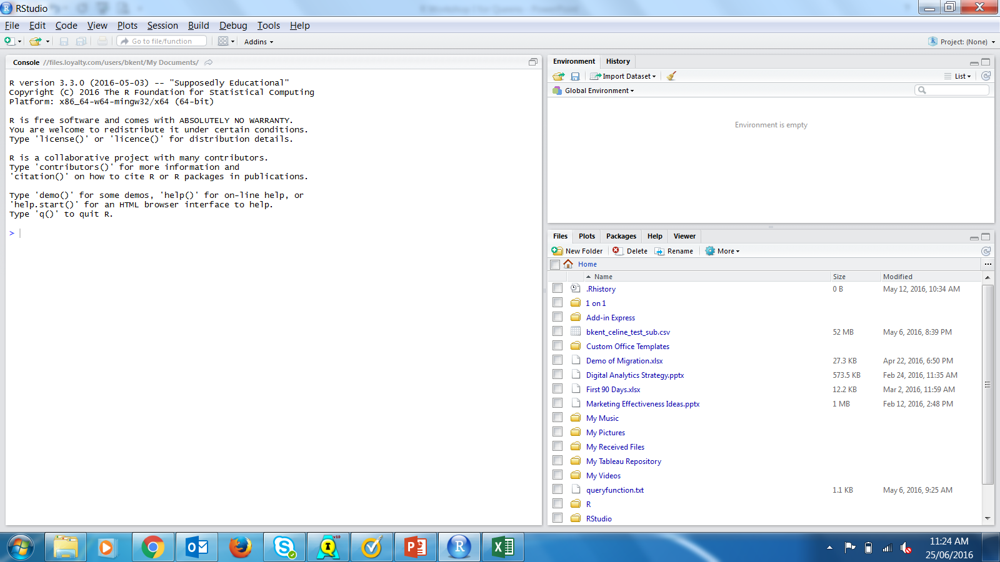 RStudio
File Edit Code View Plots Session Build Debug Tools Help
Go to file/function Addins Project: (None)
Console //files.loyalty.com/users/bkent/My Documents/
R version 3.3.0 (2016-05-03) -- "Supposedly Educational"
Copyright (C) 2016 The R Foundation for Statistical Computing
Platform: x86_64-w64-mingw32/x64 (64-bit)
R is free software and comes with ABSOLUTELY NO WARRANTY.
You are welcome to redistribute it under certain conditions.
Type 'license()' or 'licence()' for distribution details.
R is a collaborative project with many contributors.
Type 'contributors()' for more information and
'citation()' on how to cite R or R packages in publications.
Type 'demo()' for some demos, 'help()' for on-line help, or
'help.start()' for an HTML browser interface to help.
Type 'q()' to quit R.
>
Environment History
Import Dataset List
Global Environment
Environment is empty
Files Plots Packages Help Viewer
New Folder Delete Rename More
Home ...
Name Size Modified
.Rhistory 0 B May 12, 2016, 10:34 AM
1 on 1
Add-in Express
bkent_celine_test_sub.csv 52 MB May 6, 2016, 8:39 PM
Custom Office Templates
Demo of Migration.xlsx 27.3 KB Apr 22, 2016, 6:50 PM
Digital Analytics Strategy.pptx 573.5 KB Feb 24, 2016, 11:35 AM
First 90 Days.xlsx 12.2 KB Mar 2, 2016, 11:59 AM
Marketing Effectiveness Ideas.pptx 1 MB Feb 12, 2016, 2:48 PM
My Music
My Pictures
My Received Files
My Tableau Repository
My Videos
queryfunction.txt 1.1 KB May 6, 2016, 9:25 AM
R
RStudio
v10
11:24 AM
25/06/2016